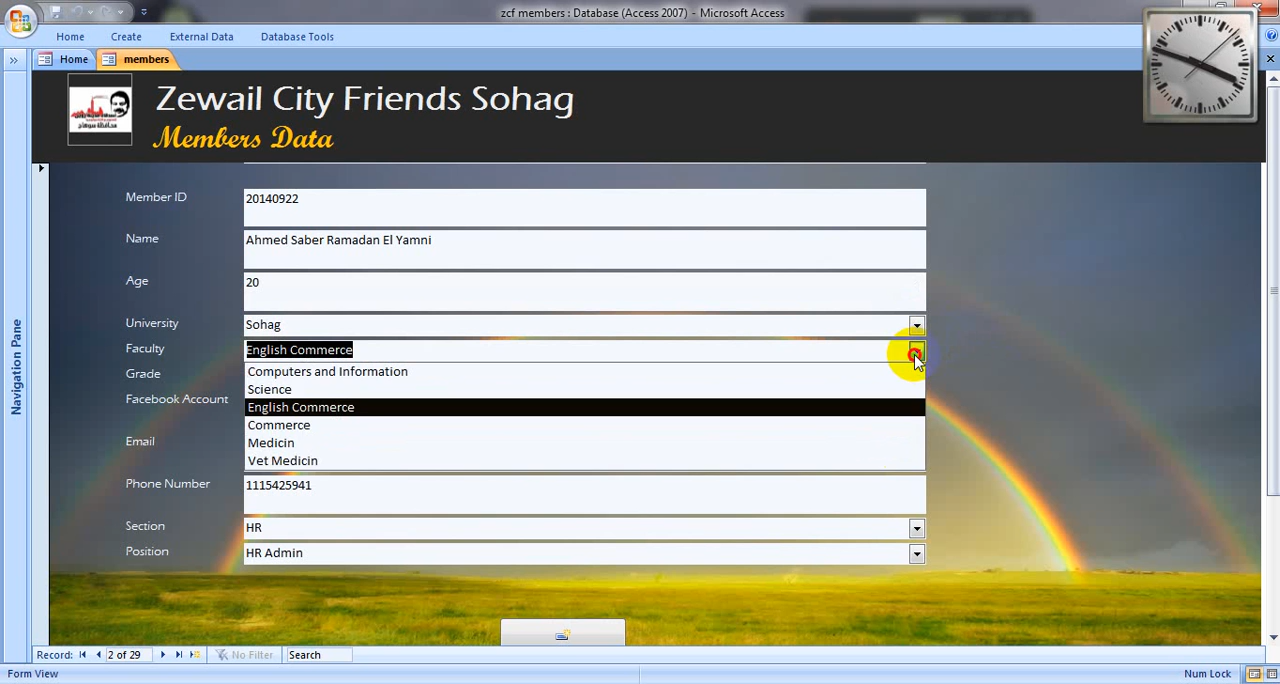 zcf members : Database (Access 2007) - Microsoft Access
Home Create External Data Database Tools
Home members
Zewail City Friends Sohag
Members Data
Member ID 20140922
Name Ahmed Saber Ramadan El Yamni
Age 20
University Sohag
Faculty English Commerce
Grade
Computers and Information
Science
Facebook Account
English Commerce
Commerce
Email
Medicin
Vet Medicin
Phone Number 1115425941
Section HR
Position HR Admin
Navigation Pane
Record: 2 of 29 No Filter Search
Form View Num Lock